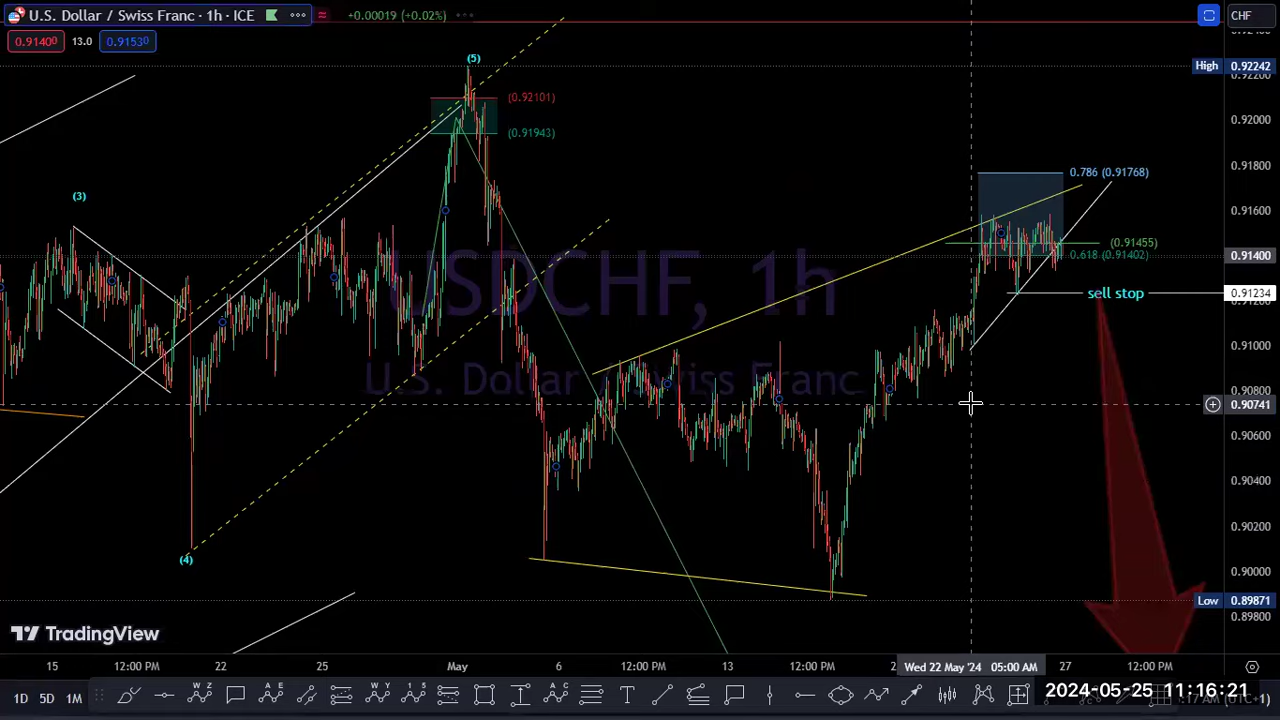 U.S. Dollar / Swiss Franc · 1h · ICE
+0.00019 (+0.02%)
CHF
0.91400
13.0
0.91530
(5)
High 0.92242
(0.92101)
(0.91943)
0.92000
0.91800
0.786 (0.91768)
(3)
0.91600
(0.91455)
0.618 (0.91402)
0.91400
USDCHF, 1h
sell stop
0.91234
0.91000
U.S. Dollar / Swiss Franc
0.90800
0.90741
0.90600
0.90400
0.90200
(4)
0.90000
Low 0.89871
0.89800
TradingView
15 12:00 PM 22 25 May 6 12:00 PM 13 12:00 PM Wed 22 May '24 05:00 AM 27 12:00 PM
1D 5D 1M
2024-05-25 11:16:21